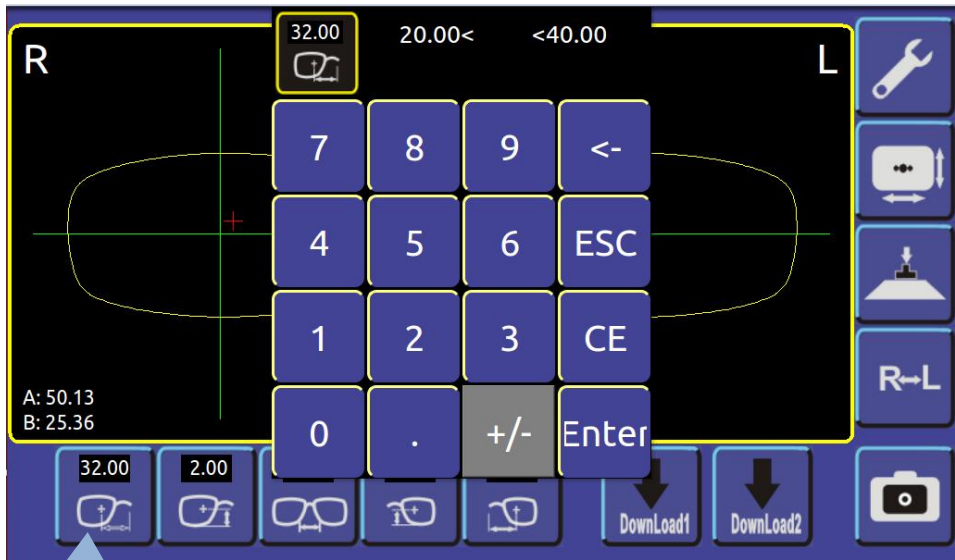 32.00
20.00<
<40.00
R
L
7
8
9
<-
4
5
6
ESC
1
2
3
CE
0
.
+/-
Enter
A: 50.13
B: 25.36
R↔L
32.00
2.00
DownLoad1
DownLoad2